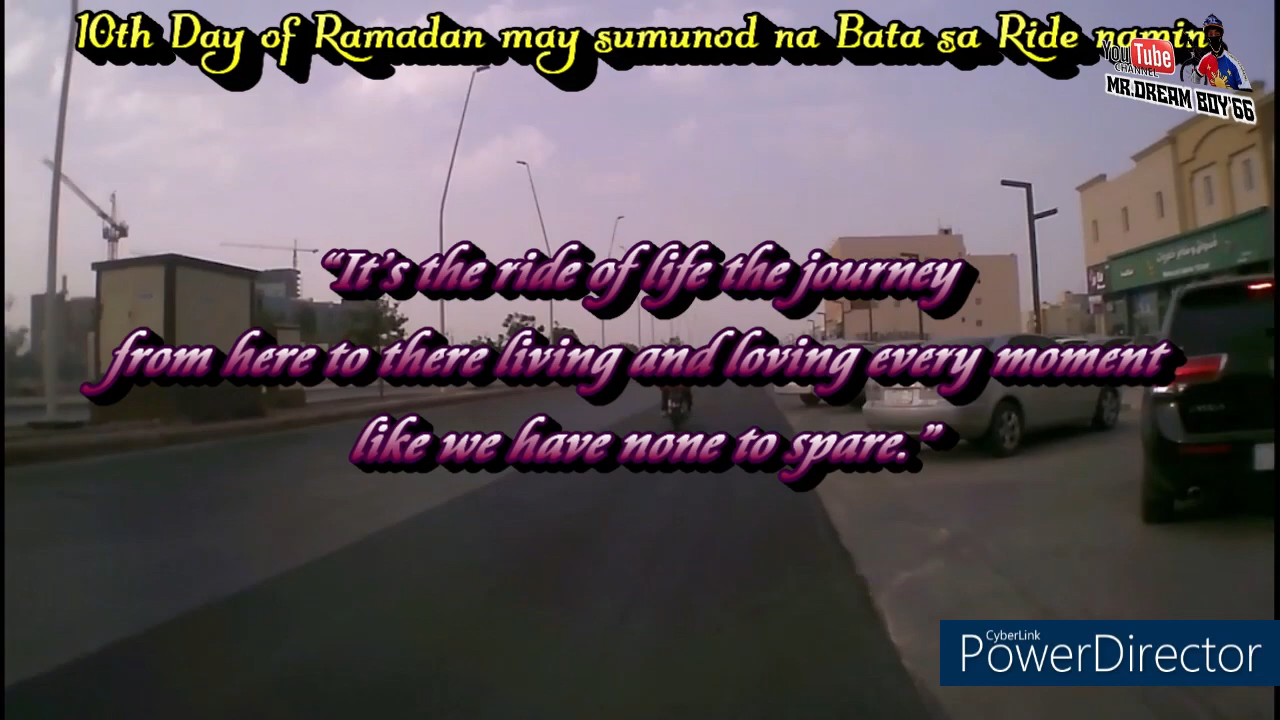 10th Day of Ramadan may sumunod na Bata sa Ride namin
YouTube
CHANNEL
MR.DREAM BOY'66
“It's the ride of life the journey
from here to there living and loving every moment
like we have none to spare.”
CyberLink
PowerDirector